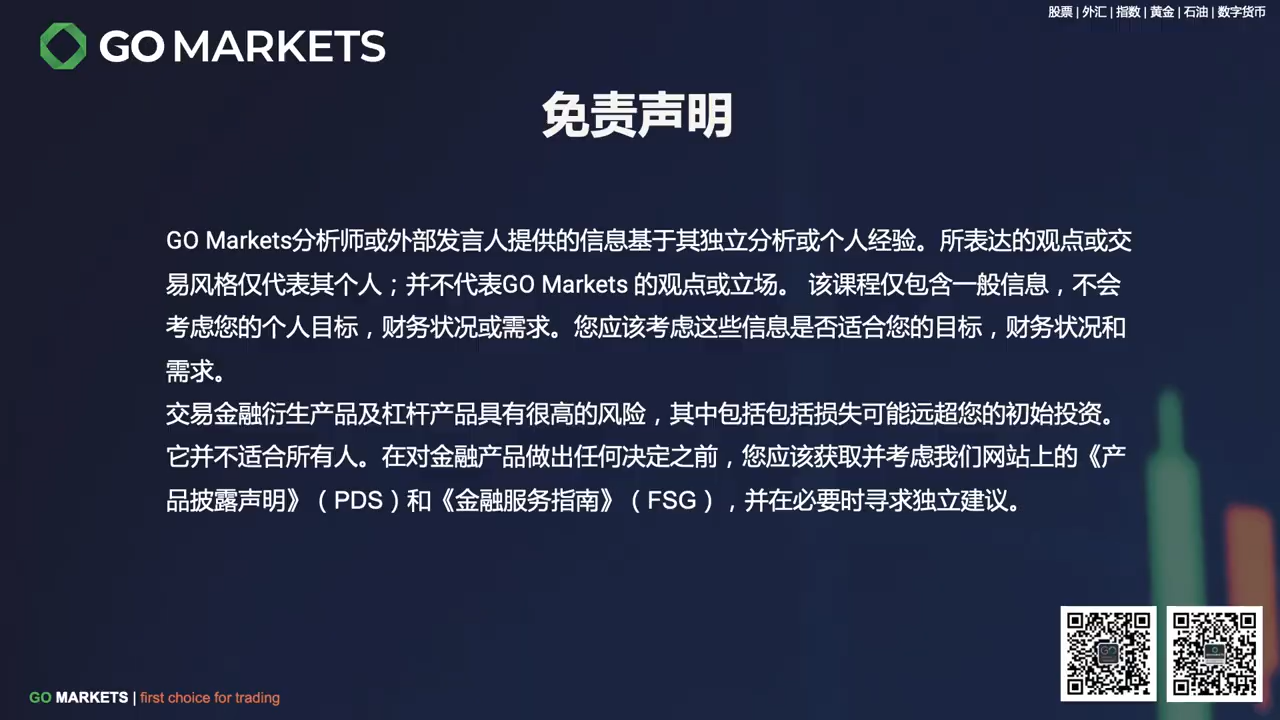 股票 | 外汇 | 指数 | 黄金 | 石油 | 数字货币
GO MARKETS
免责声明
GO Markets分析师或外部发言人提供的信息基于其独立分析或个人经验。所表达的观点或交
易风格仅代表其个人；并不代表GO Markets 的观点或立场。 该课程仅包含一般信息，不会
考虑您的个人目标，财务状况或需求。您应该考虑这些信息是否适合您的目标，财务状况和
需求。
交易金融衍生产品及杠杆产品具有很高的风险，其中包括包括损失可能远超您的初始投资。
它并不适合所有人。在对金融产品做出任何决定之前，您应该获取并考虑我们网站上的《产
品披露声明》（PDS）和《金融服务指南》（FSG），并在必要时寻求独立建议。
GO MARKETS | first choice for trading